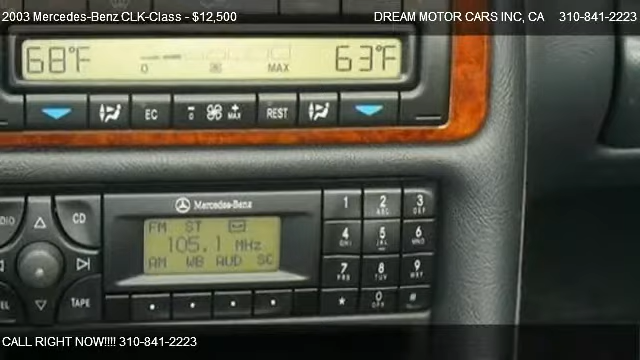 2003 Mercedes-Benz CLK-Class - $12,500 DREAM MOTOR CARS INC, CA 310-841-2223
68°F 0 MAX 63°F
EC - 0 + MAX REST
Mercedes-Benz
1 2 ABC 3 DEF
CD
FM ST
4 GHI 5 JKL 6 MNO
105.1 MHz
AM WB AUD SC
7 PRS 8 TUV 9 WXY
TAPE
* 0 #
CALL RIGHT NOW!!!! 310-841-2223